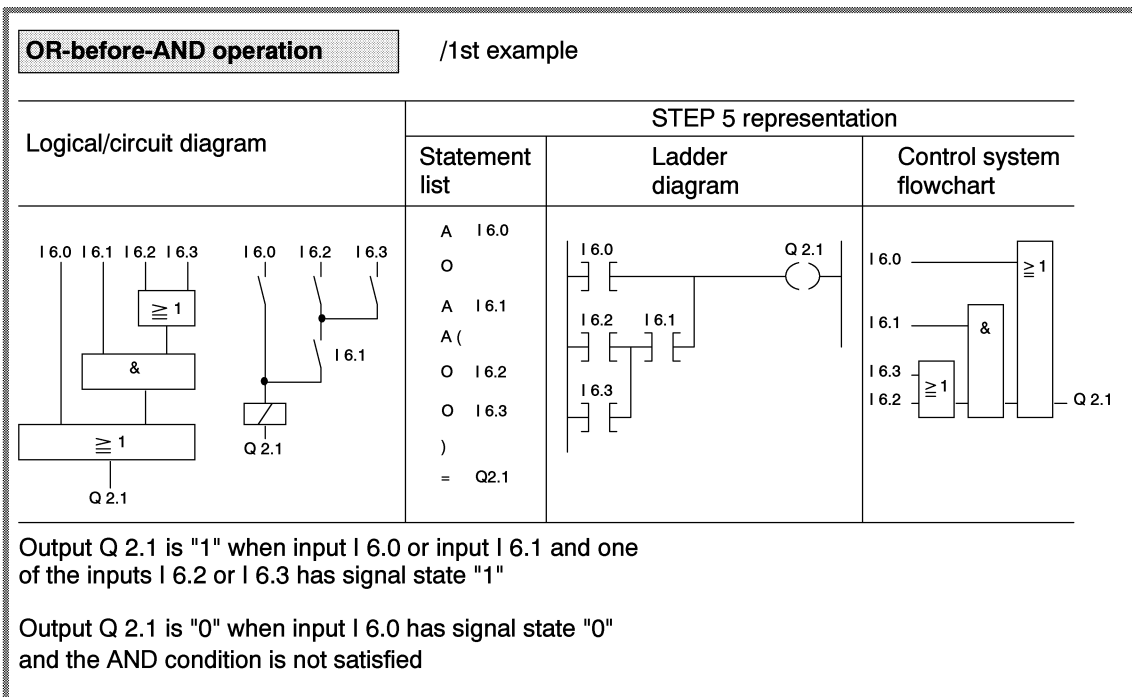 OR-before-AND operation /1st example
Logical/circuit diagram
STEP 5 representation
Statement
list
Ladder
diagram
Control system
flowchart
I 6.0 I 6.1 I 6.2 I 6.3
≧ 1
&
≧ 1
Q 2.1
I 6.0 I 6.2 I 6.3
I 6.1
Q 2.1
A I 6.0
O
A I 6.1
A (
O I 6.2
O I 6.3
)
= Q2.1
I 6.0 Q 2.1
I 6.2 I 6.1
I 6.3
I 6.0
≧ 1
I 6.1
&
I 6.3
≧ 1
I 6.2
Q 2.1
Output Q 2.1 is "1" when input I 6.0 or input I 6.1 and one
of the inputs I 6.2 or I 6.3 has signal state "1"
Output Q 2.1 is "0" when input I 6.0 has signal state "0"
and the AND condition is not satisfied